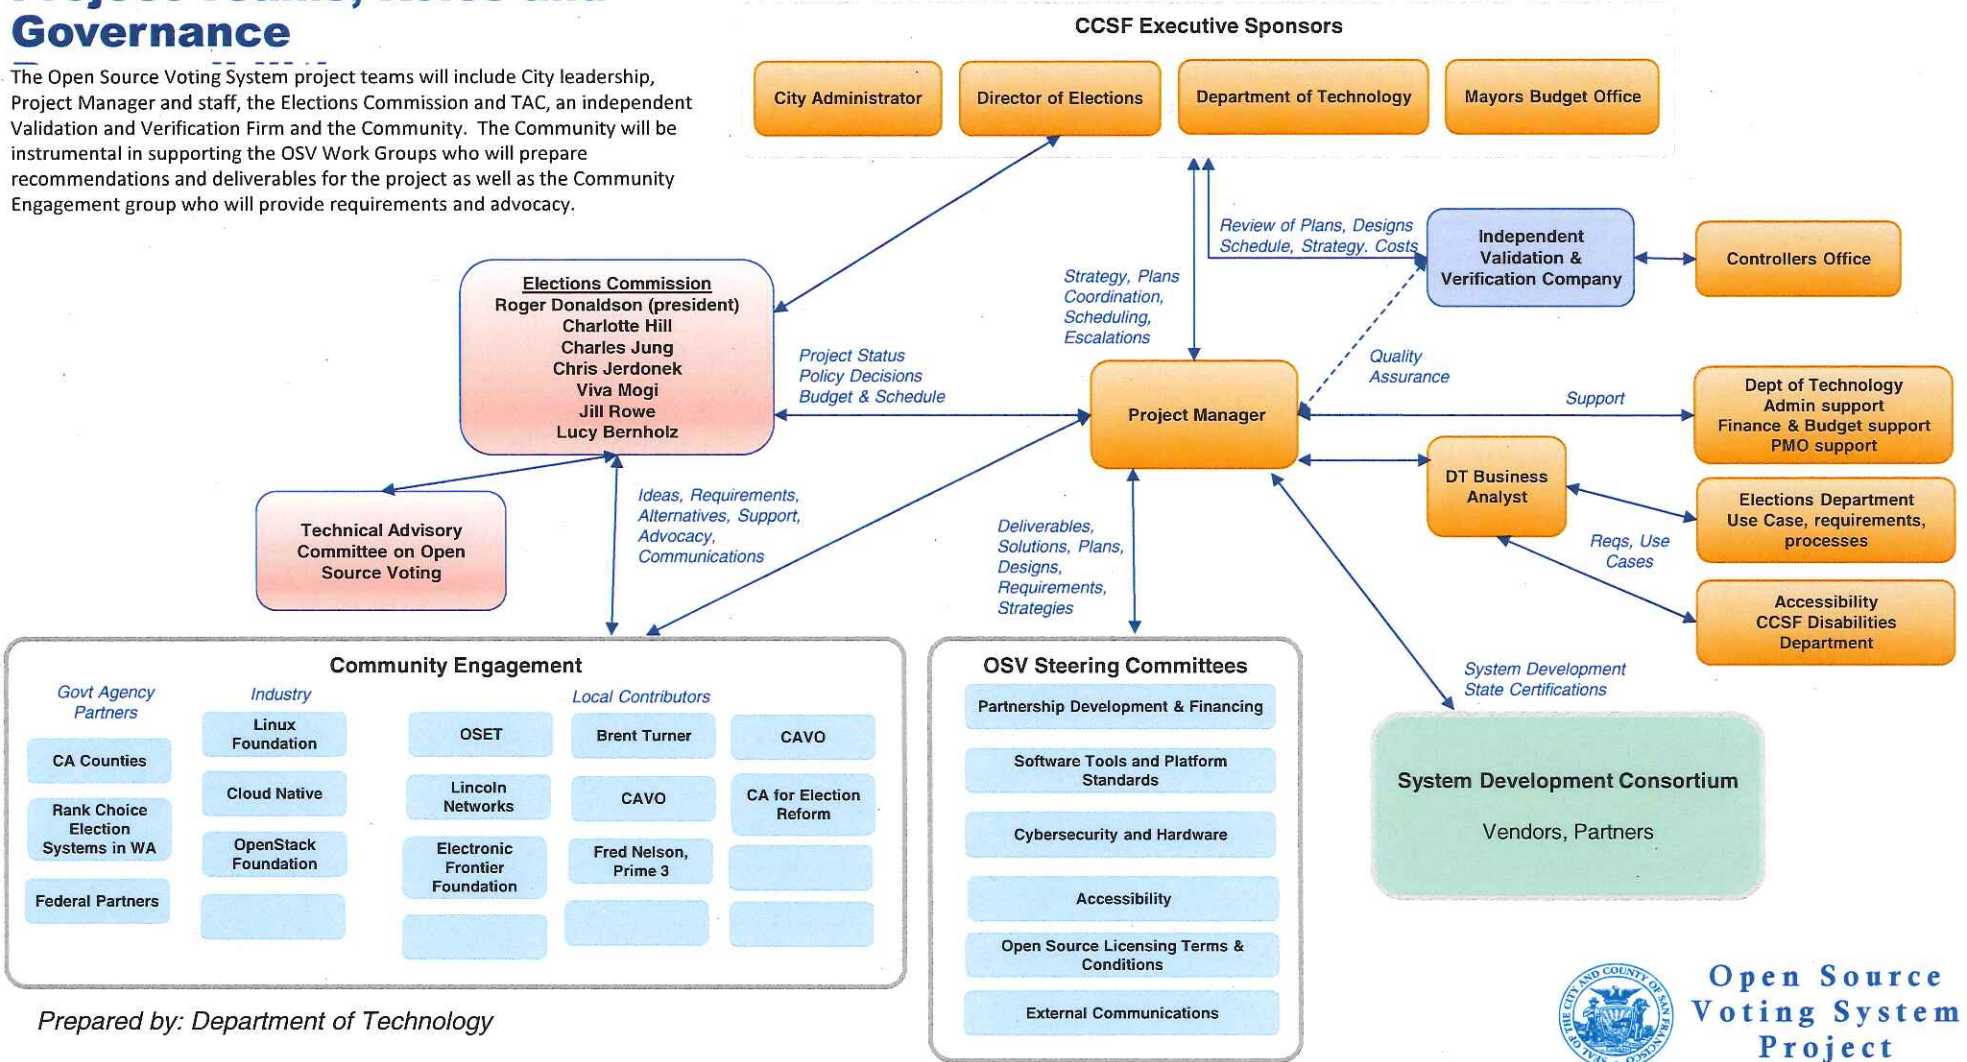 Project Teams, Roles and
Governance
The Open Source Voting System project teams will include City leadership,
Project Manager and staff, the Elections Commission and TAC, an independent
Validation and Verification Firm and the Community. The Community will be
instrumental in supporting the OSV Work Groups who will prepare
recommendations and deliverables for the project as well as the Community
Engagement group who will provide requirements and advocacy.
CCSF Executive Sponsors
City Administrator
Director of Elections
Department of Technology
Mayors Budget Office
Review of Plans, Designs
Schedule, Strategy. Costs
Independent
Validation &
Verification Company
Controllers Office
Elections Commission
Roger Donaldson (president)
Charlotte Hill
Charles Jung
Chris Jerdonek
Viva Mogi
Jill Rowe
Lucy Bernholz
Strategy, Plans
Coordination,
Scheduling,
Escalations
Project Status
Policy Decisions
Budget & Schedule
Quality
Assurance
Project Manager
Support
Dept of Technology
Admin support
Finance & Budget support
PMO support
DT Business
Analyst
Elections Department
Use Case, requirements,
processes
Reqs, Use
Cases
Accessibility
CCSF Disabilities
Department
Technical Advisory
Committee on Open
Source Voting
Ideas, Requirements,
Alternatives, Support,
Advocacy,
Communications
Deliverables,
Solutions, Plans,
Designs,
Requirements,
Strategies
System Development
State Certifications
Community Engagement
Govt Agency
Partners
CA Counties
Rank Choice
Election
Systems in WA
Federal Partners
Industry
Linux
Foundation
Cloud Native
OpenStack
Foundation
Local Contributors
OSET
Lincoln
Networks
Electronic
Frontier
Foundation
Brent Turner
CAVO
Fred Nelson,
Prime 3
CAVO
CA for Election
Reform
OSV Steering Committees
Partnership Development & Financing
Software Tools and Platform
Standards
Cybersecurity and Hardware
Accessibility
Open Source Licensing Terms &
Conditions
External Communications
System Development Consortium
Vendors, Partners
Prepared by: Department of Technology
SEAL OF THE CITY AND COUNTY OF SAN FRANCISCO
Open Source
Voting System
Project